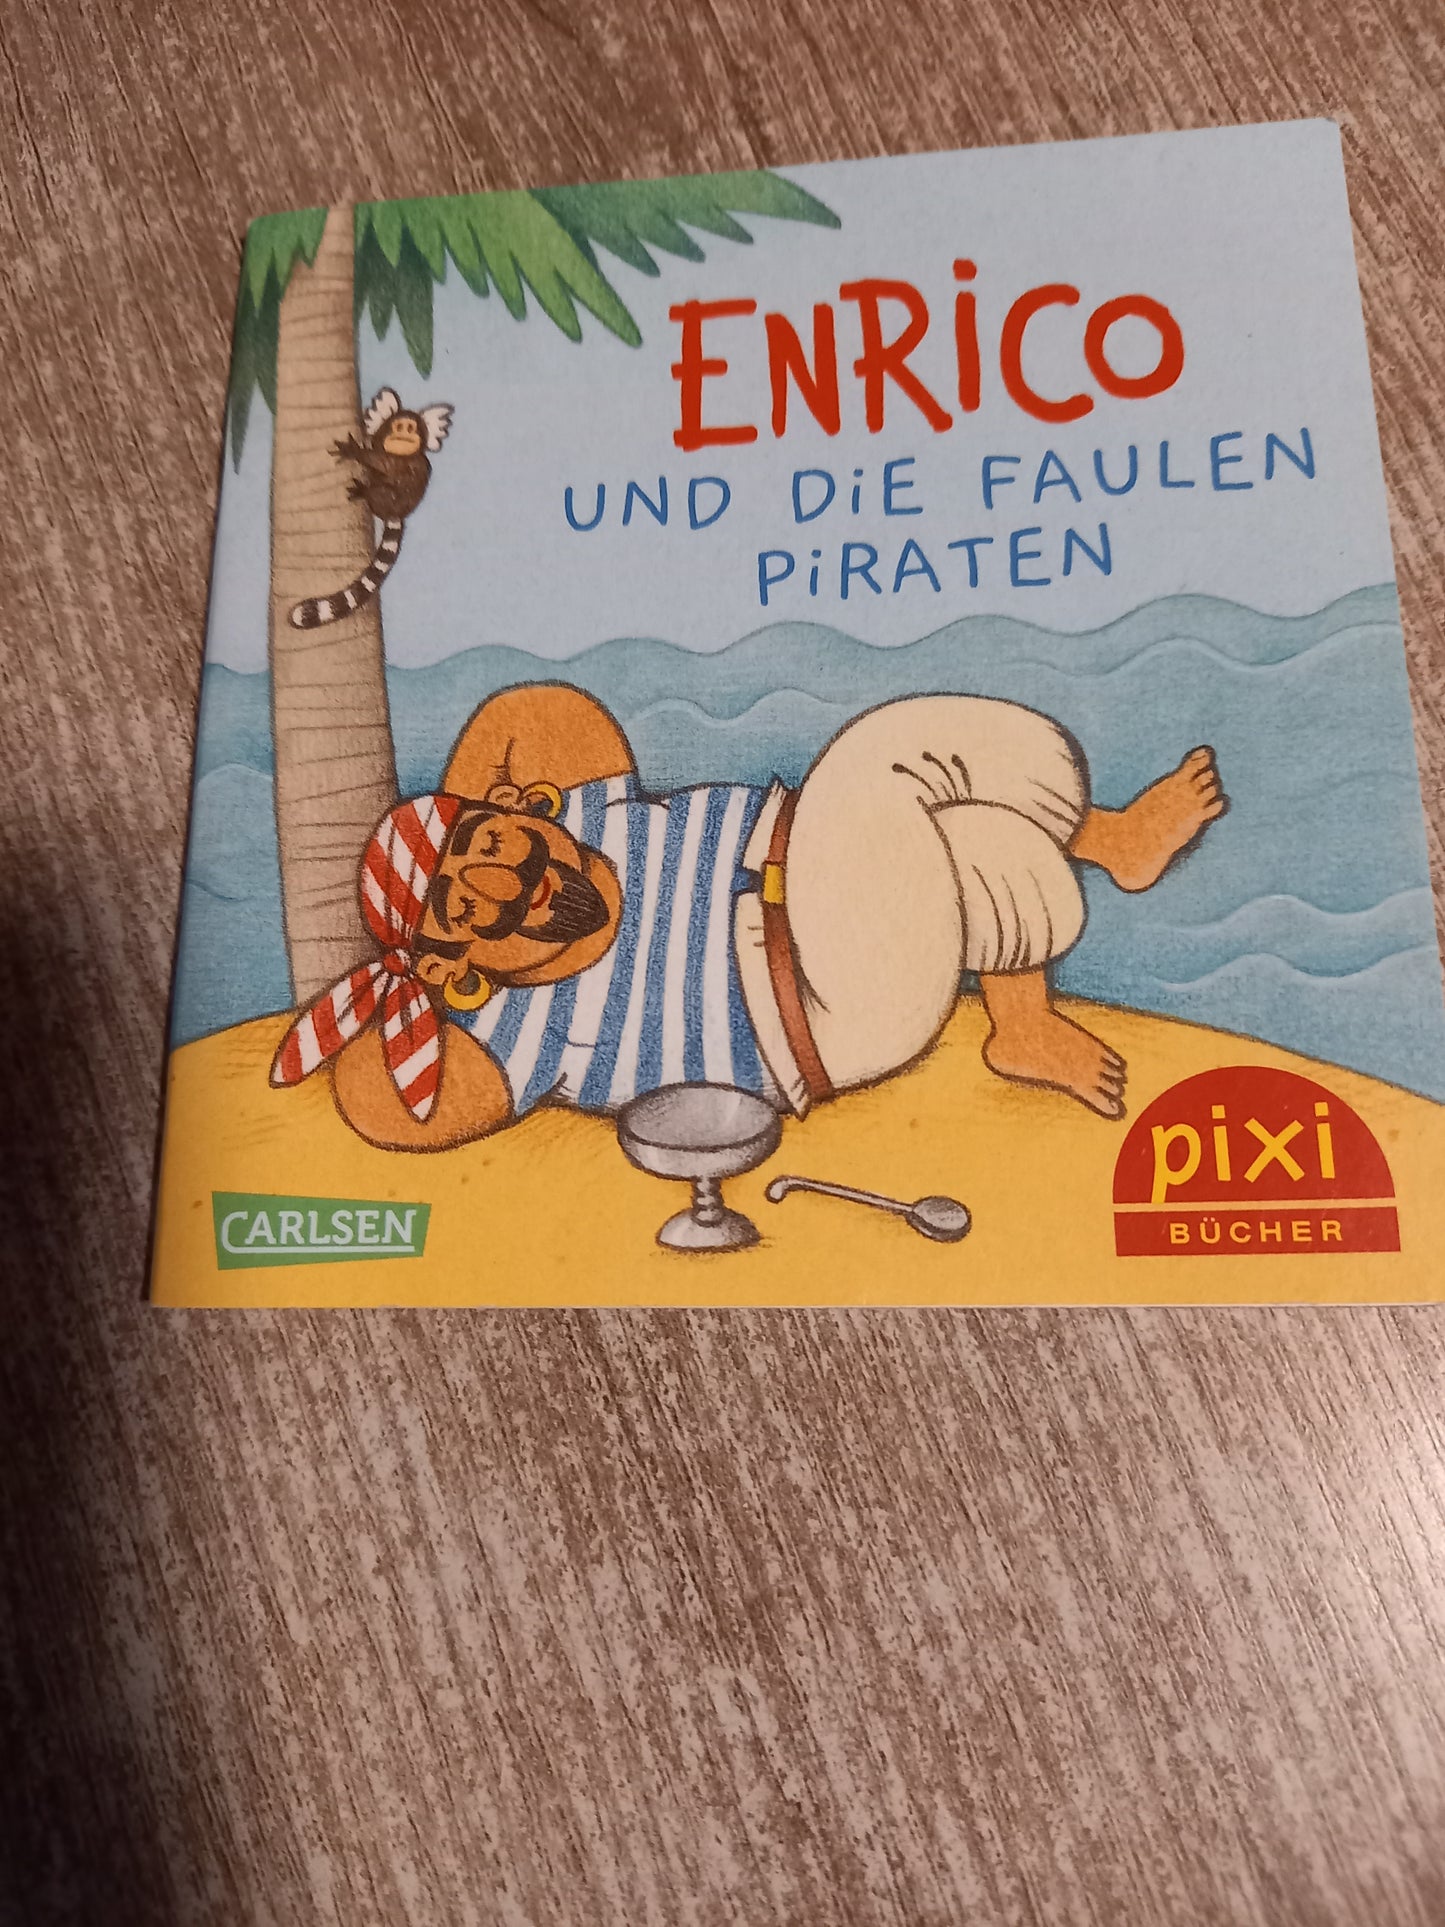 ENRiCO
UND DiE FAULEN
PiRATEN
CARLSEN
pixi
BÜCHER